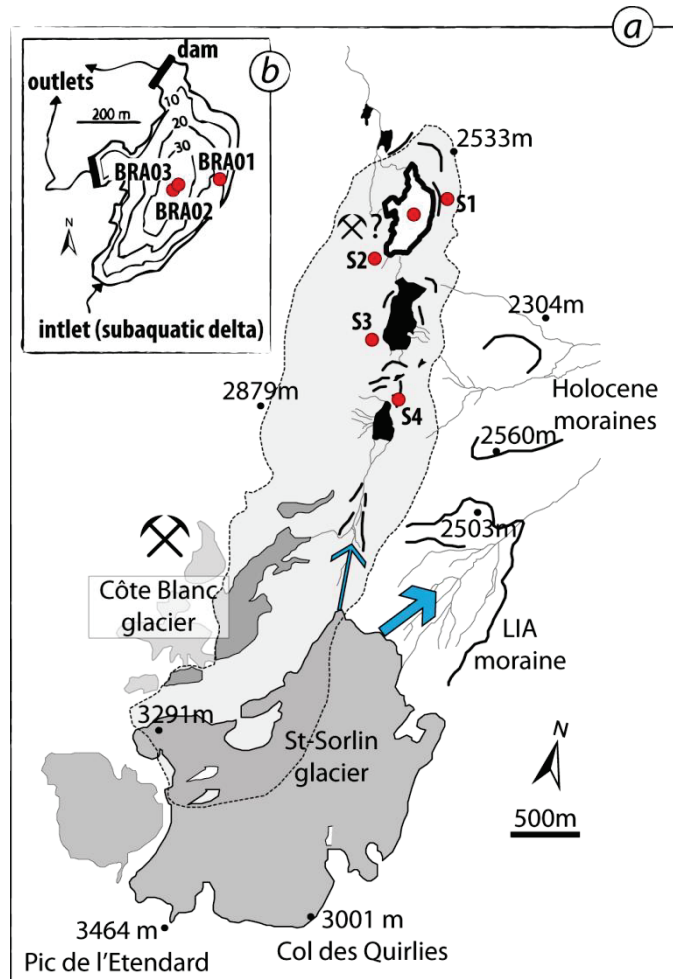 a
b
dam
outlets
10
20
30
200 m
BRA01
BRA03
BRA02
N
intlet (subaquatic delta)
2533m
S1
?
S2
S3
S4
2304m
Holocene
moraines
2879m
2560m
2503m
Côte Blanc
glacier
LIA
moraine
3291m
St-Sorlin
glacier
N
500m
3464 m
Pic de l'Etendard
3001 m
Col des Quirlies